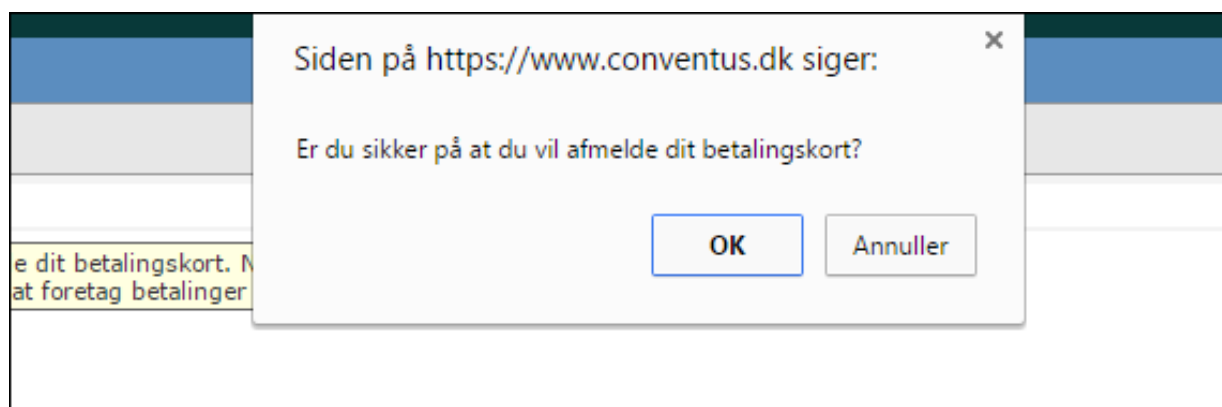 Siden på https://www.conventus.dk siger:
Er du sikker på at du vil afmelde dit betalingskort?
OK
Annuller
e dit betalingskort. N
at foretag betalinger